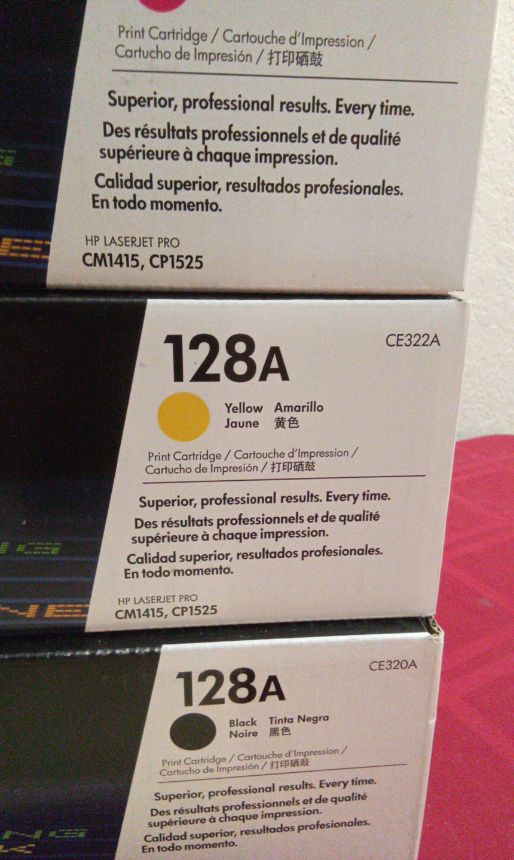 Print Cartridge / Cartouche d'Impression /
Cartucho de Impresión / 打印硒鼓
Superior, professional results. Every time.
Des résultats professionnels et de qualité
supérieure à chaque impression.
Calidad superior, resultados profesionales.
En todo momento.
HP LASERJET PRO
CM1415, CP1525
128A
CE322A
Yellow Amarillo
Jaune 黄色
Print Cartridge / Cartouche d'Impression /
Cartucho de Impresión / 打印硒鼓
Superior, professional results. Every time.
Des résultats professionnels et de qualité
supérieure à chaque impression.
Calidad superior, resultados profesionales.
En todo momento.
HP LASERJET PRO
CM1415, CP1525
128A
CE320A
Black Tinta Negra
Noire 黑色
Print Cartridge / Cartouche d'Impression /
Cartucho de Impresión / 打印硒鼓
Superior, professional results. Every time.
Des résultats professionnels et de qualité
supérieure à chaque impression.
Calidad superior, resultados profesionales.
En todo momento.